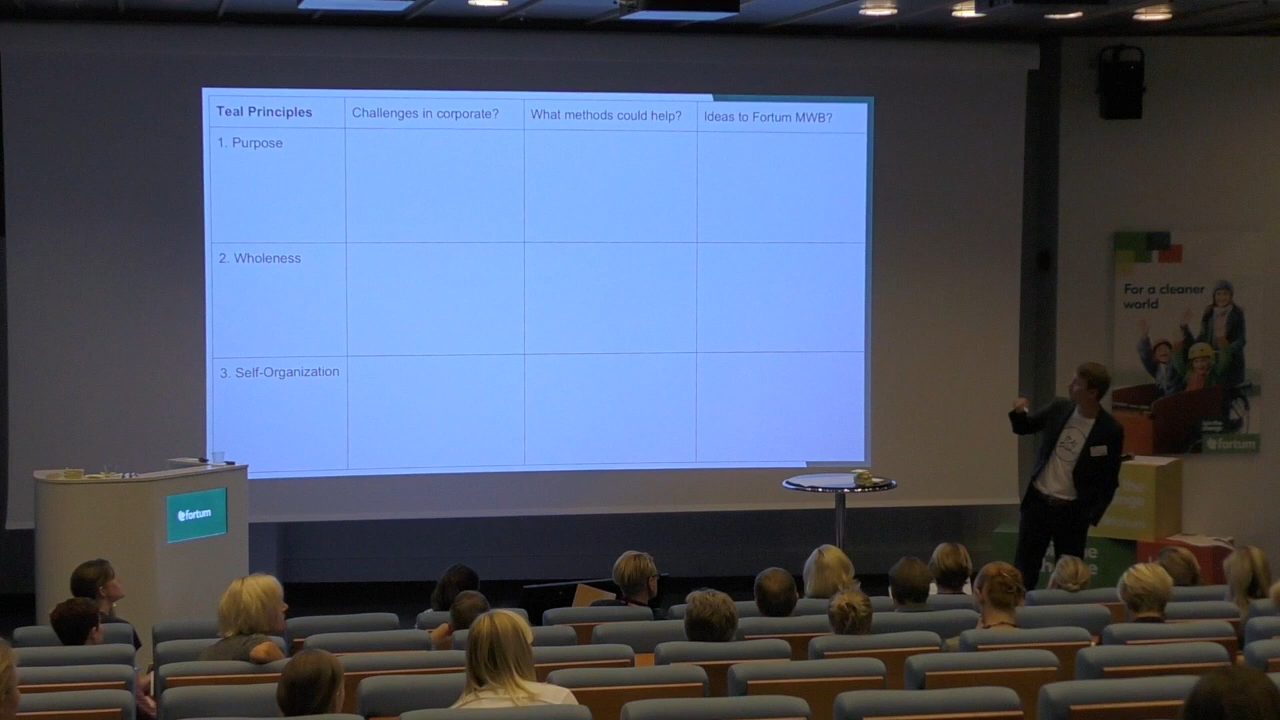 Teal Principles
Challenges in corporate?
What methods could help?
Ideas to Fortum MWB?
1. Purpose
2. Wholeness
3. Self-Organization
For a cleaner
world
fortum
fortum